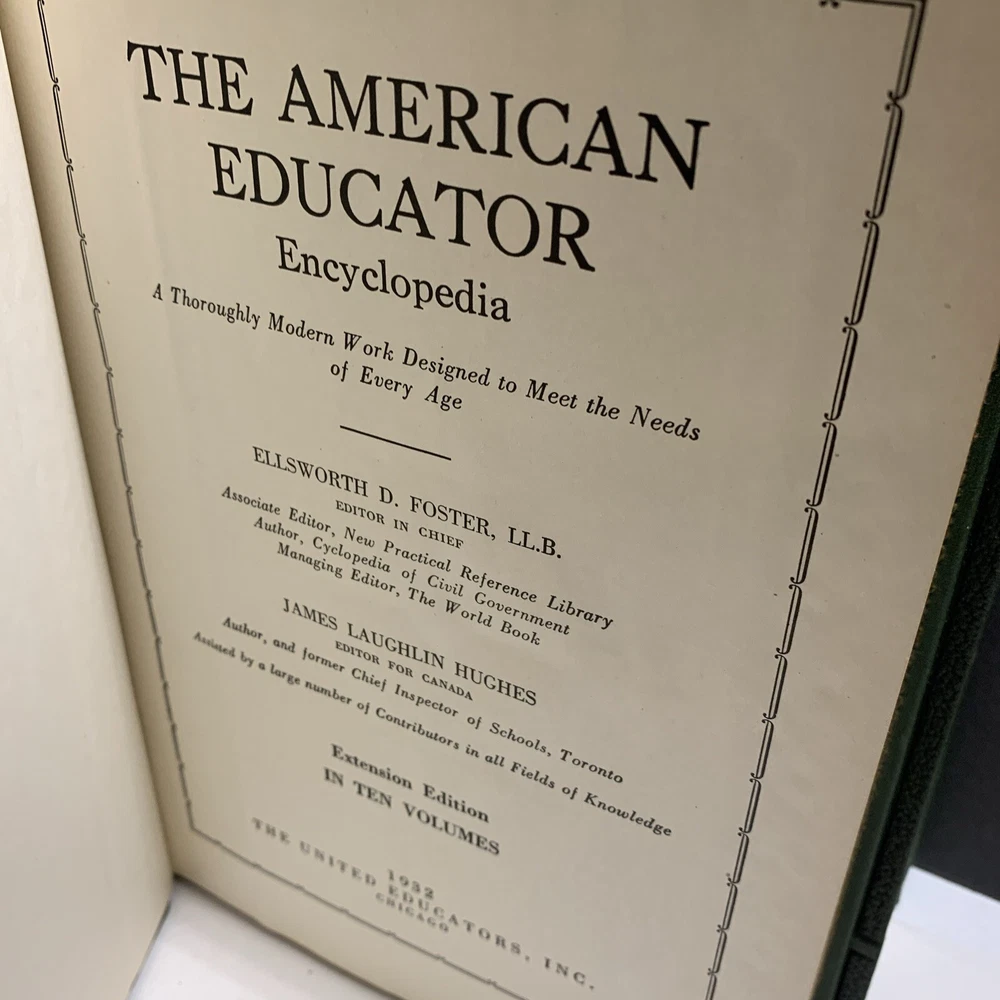 THE AMERICAN
EDUCATOR
Encyclopedia
A Thoroughly Modern Work Designed to Meet the Needs
of Every Age
ELLSWORTH D. FOSTER, LL.B.
EDITOR IN CHIEF
Associate Editor, New Practical Reference Library
Author, Cyclopedia of Civil Government
Managing Editor, The World Book
JAMES LAUGHLIN HUGHES
EDITOR FOR CANADA
Author, and former Chief Inspector of Schools, Toronto
Assisted by a large number of Contributors in all Fields of Knowledge
Extension Edition
IN TEN VOLUMES
1932
THE UNITED EDUCATORS, INC.
CHICAGO